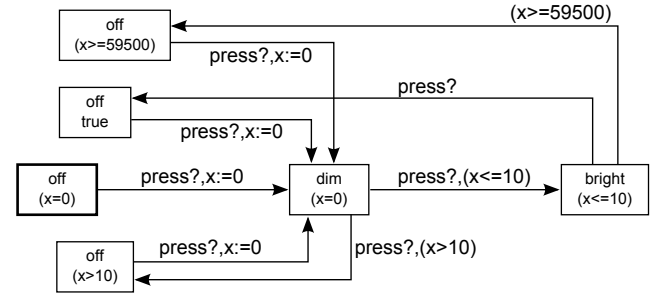 off
(x>=59500)
(x>=59500)
press?,x:=0
press?
off
true
press?,x:=0
off
(x=0)
press?,x:=0
dim
(x=0)
press?,(x<=10)
bright
(x<=10)
off
(x>10)
press?,x:=0
press?,(x>10)